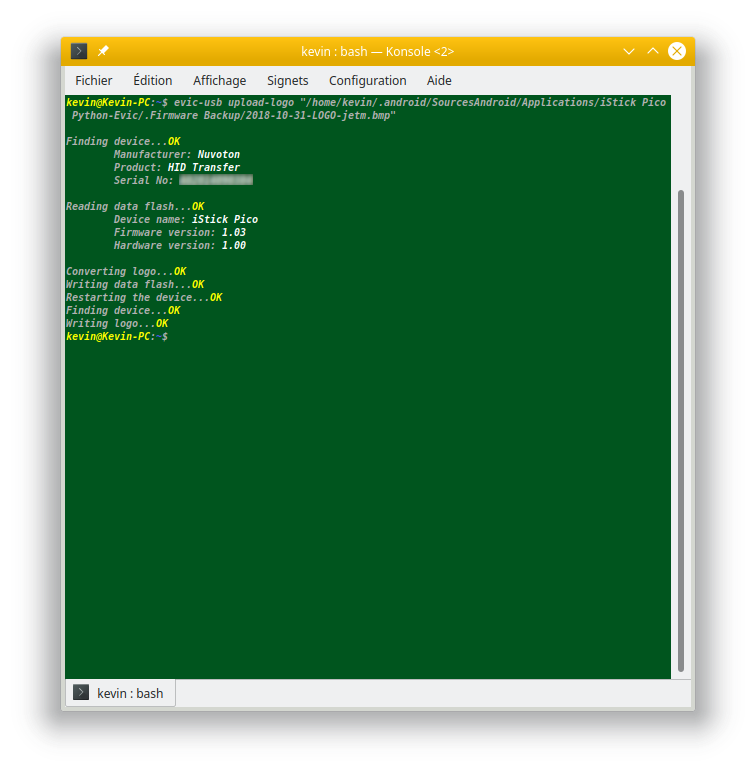 kevin : bash — Konsole <2>
Fichier Édition Affichage Signets Configuration Aide
kevin@Kevin-PC:~$ evic-usb upload-logo "/home/kevin/.android/SourcesAndroid/Applications/iStick Pico
Python-Evic/.Firmware Backup/2018-10-31-LOGO-jetm.bmp"
Finding device...OK
Manufacturer: Nuvoton
Product: HID Transfer
Serial No:
Reading data flash...OK
Device name: iStick Pico
Firmware version: 1.03
Hardware version: 1.00
Converting logo...OK
Writing data flash...OK
Restarting the device...OK
Finding device...OK
Writing logo...OK
kevin@Kevin-PC:~$
kevin : bash